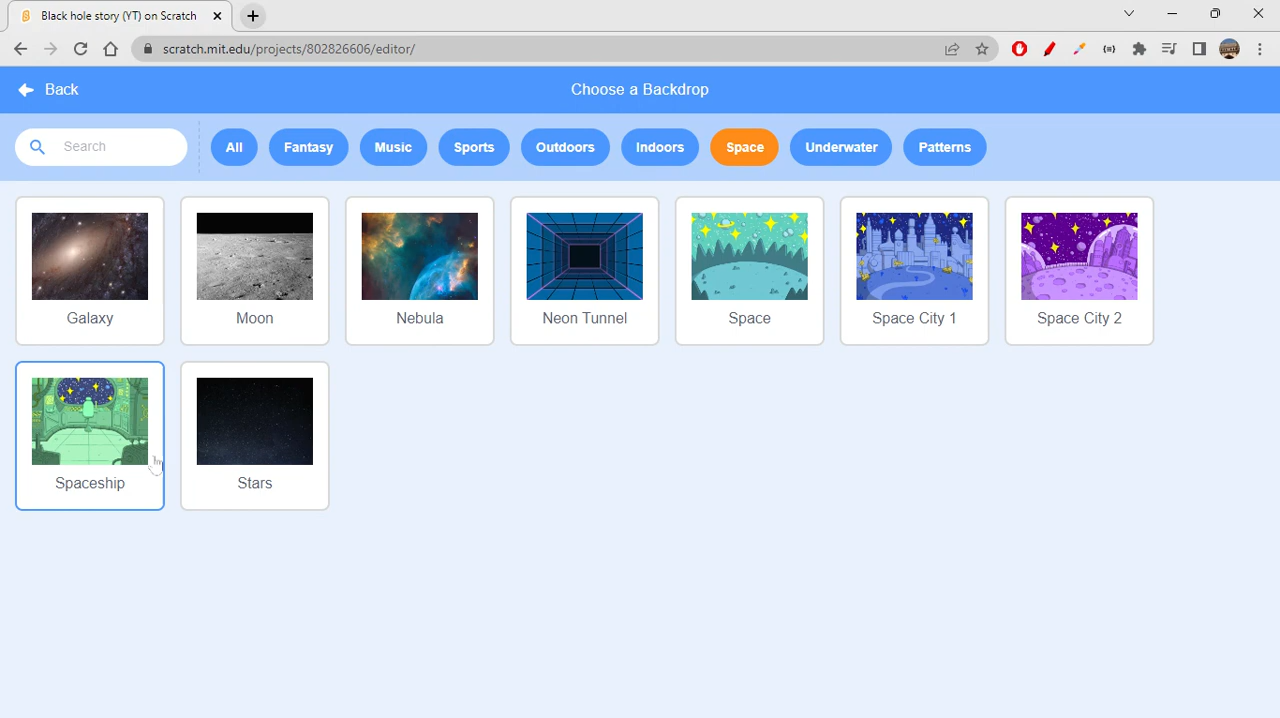 Black hole story (YT) on Scratch
scratch.mit.edu/projects/802826606/editor/
Back
Choose a Backdrop
Search
All
Fantasy
Music
Sports
Outdoors
Indoors
Space
Underwater
Patterns
Galaxy
Moon
Nebula
Neon Tunnel
Space
Space City 1
Space City 2
Spaceship
Stars